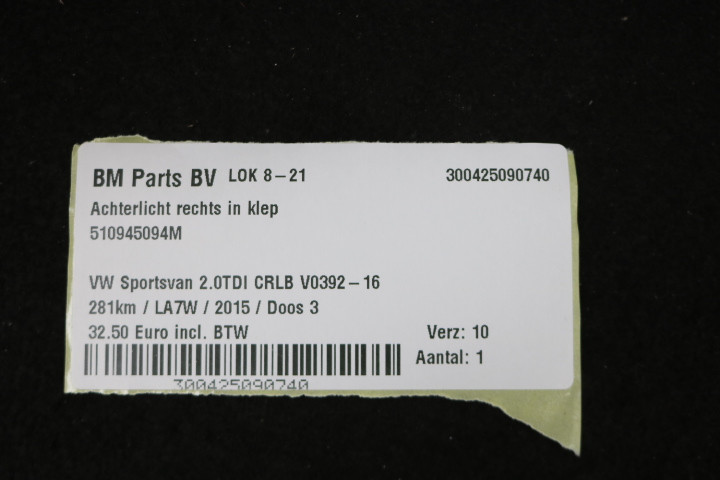 BM Parts BV LOK 8-21 300425090740
Achterlicht rechts in klep
510945094M
VW Sportsvan 2.0TDI CRLB V0392-16
281km / LA7W / 2015 / Doos 3
32.50 Euro incl. BTW Verz: 10
Aantal: 1
300425090740